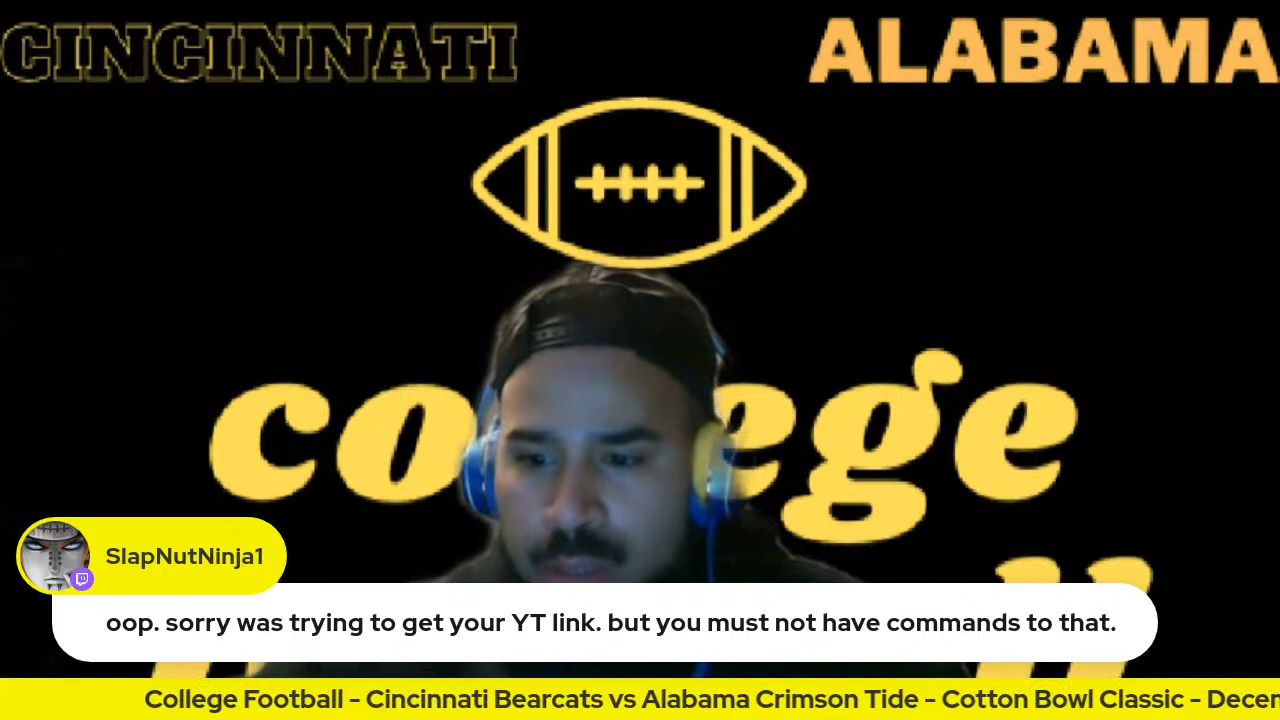 CINCINNATI
ALABAMA
SlapNutNinja1
oop. sorry was trying to get your YT link. but you must not have commands to that.
College Football - Cincinnati Bearcats vs Alabama Crimson Tide - Cotton Bowl Classic -